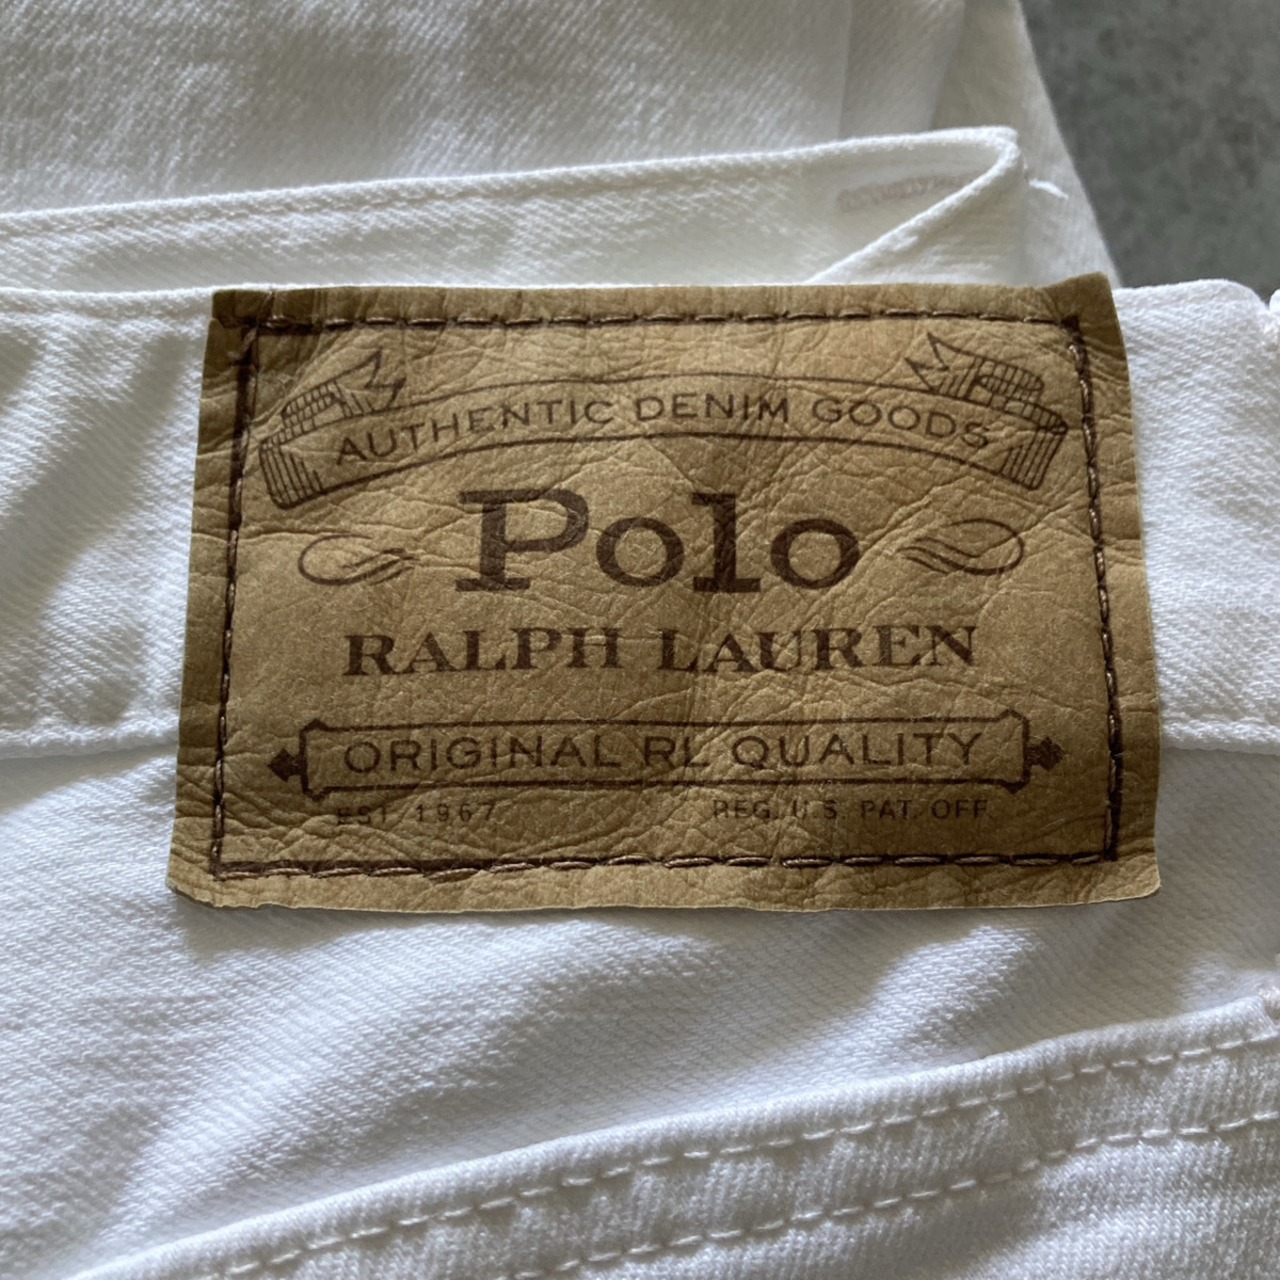 AUTHENTIC DENIM GOODS
Polo
RALPH LAUREN
ORIGINAL RL QUALITY
EST. 1967 REG. U.S. PAT. OFF.